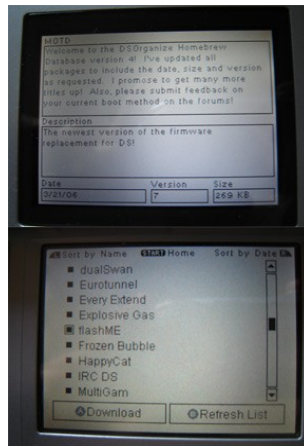 MOTD
Welcome to the DSOrganize Homebrew
Database version 4! I've updated all
packages to include the date, size and version
as requested. I promose to get many more
titles up! Also, please submit feedback on
your current boot method on the forums!
Description
The newest version of the firmware
replacement for DS!
Date Version Size
3/21/06 7 269 KB
L Sort by Name START Home Sort by Date R
dualSwan
Eurotunnel
Every Extend
Explosive Gas
flashME
Frozen Bubble
HappyCat
IRC DS
MultiGam
A Download B Refresh List